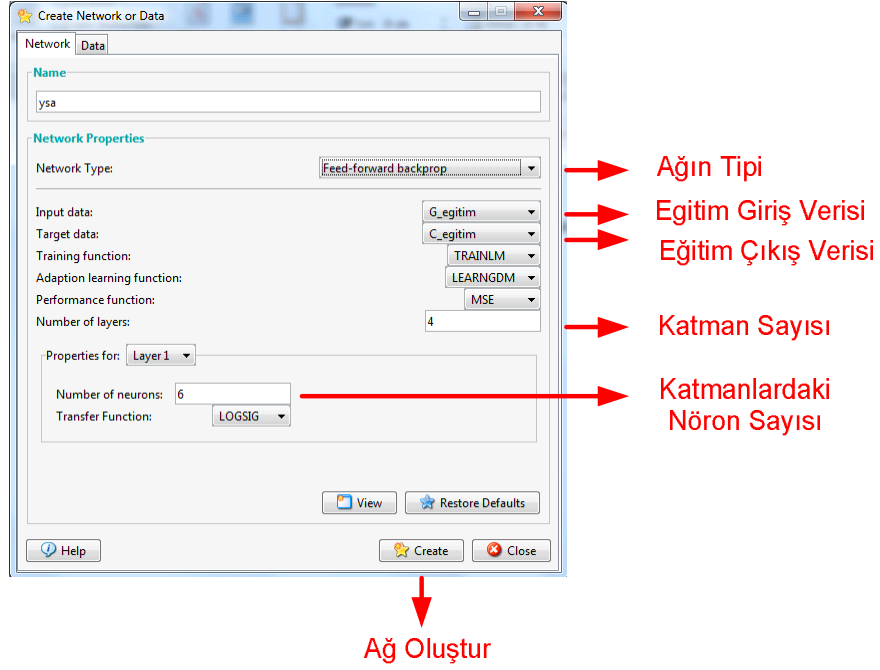 Create Network or Data
Network Data
Name
ysa
Network Properties
Network Type: Feed-forward backprop
Ağın Tipi
Input data: G_egitim
Egitim Giriş Verisi
Target data: C_egitim
Eğitim Çıkış Verisi
Training function: TRAINLM
Adaption learning function: LEARNGDM
Performance function: MSE
Number of layers: 4
Katman Sayısı
Properties for: Layer 1
Number of neurons: 6
Katmanlardaki
Nöron Sayısı
Transfer Function: LOGSIG
View Restore Defaults
Help Create Close
Ağ Oluştur